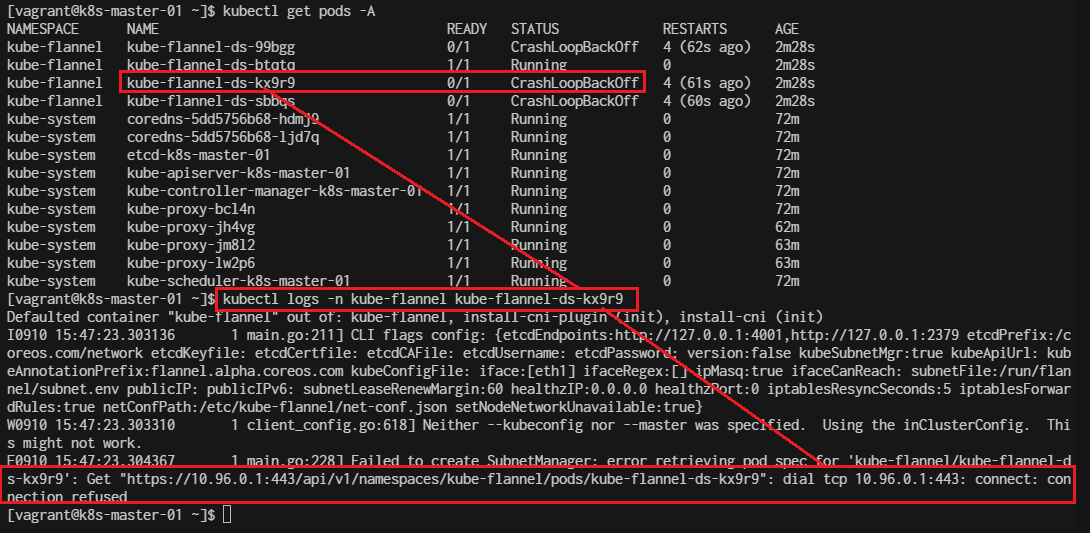 [vagrant@k8s-master-01 ~]$ kubectl get pods -A
NAMESPACE NAME READY STATUS RESTARTS AGE
kube-flannel kube-flannel-ds-99bgg 0/1 CrashLoopBackOff 4 (62s ago) 2m28s
kube-flannel kube-flannel-ds-btqtq 1/1 Running 0 2m28s
kube-flannel kube-flannel-ds-kx9r9 0/1 CrashLoopBackOff 4 (61s ago) 2m28s
kube-flannel kube-flannel-ds-sbbqs 0/1 CrashLoopBackOff 4 (60s ago) 2m28s
kube-system coredns-5dd5756b68-hdmj9 1/1 Running 0 72m
kube-system coredns-5dd5756b68-ljd7q 1/1 Running 0 72m
kube-system etcd-k8s-master-01 1/1 Running 0 72m
kube-system kube-apiserver-k8s-master-01 1/1 Running 0 72m
kube-system kube-controller-manager-k8s-master-01 1/1 Running 0 72m
kube-system kube-proxy-bcl4n 1/1 Running 0 72m
kube-system kube-proxy-jh4vg 1/1 Running 0 62m
kube-system kube-proxy-jm8l2 1/1 Running 0 63m
kube-system kube-proxy-lw2p6 1/1 Running 0 63m
kube-system kube-scheduler-k8s-master-01 1/1 Running 0 72m
[vagrant@k8s-master-01 ~]$ kubectl logs -n kube-flannel kube-flannel-ds-kx9r9
Defaulted container "kube-flannel" out of: kube-flannel, install-cni-plugin (init), install-cni (init)
I0910 15:47:23.303136 1 main.go:211] CLI flags config: {etcdEndpoints:http://127.0.0.1:4001,http://127.0.0.1:2379 etcdPrefix:/c
oreos.com/network etcdKeyfile: etcdCertfile: etcdCAFile: etcdUsername: etcdPassword: version:false kubeSubnetMgr:true kubeApiUrl: kub
eAnnotationPrefix:flannel.alpha.coreos.com kubeConfigFile: iface:[eth1] ifaceRegex:[] ipMasq:true ifaceCanReach: subnetFile:/run/flan
nel/subnet.env publicIP: publicIPv6: subnetLeaseRenewMargin:60 healthzIP:0.0.0.0 healthzPort:0 iptablesResyncSeconds:5 iptablesForwa
rdRules:true netConfPath:/etc/kube-flannel/net-conf.json setNodeNetworkUnavailable:true}
W0910 15:47:23.303310 1 client_config.go:618] Neither --kubeconfig nor --master was specified. Using the inClusterConfig. Thi
s might not work.
E0910 15:47:23.304367 1 main.go:228] Failed to create SubnetManager: error retrieving pod spec for 'kube-flannel/kube-flannel-d
s-kx9r9': Get "https://10.96.0.1:443/api/v1/namespaces/kube-flannel/pods/kube-flannel-ds-kx9r9": dial tcp 10.96.0.1:443: connect: con
nection refused
[vagrant@k8s-master-01 ~]$